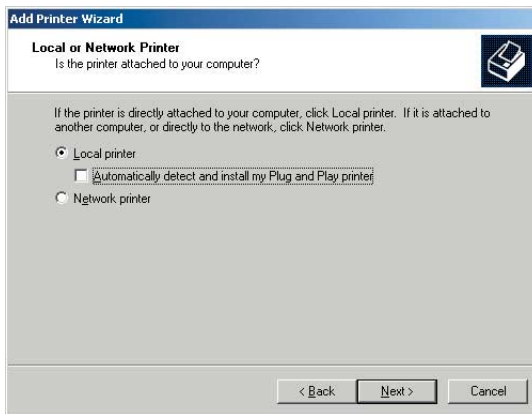 Add Printer Wizard
Local or Network Printer
Is the printer attached to your computer?
If the printer is directly attached to your computer, click Local printer. If it is attached to
another computer, or directly to the network, click Network printer.
Local printer
Automatically detect and install my Plug and Play printer
Network printer
< Back
Next >
Cancel